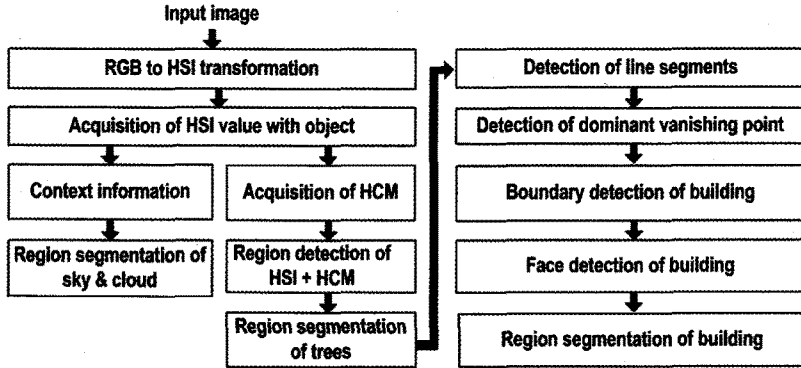 Input image
RGB to HSI transformation
Acquisition of HSI value with object
Context information
Region segmentation of
sky & cloud
Acquisition of HCM
Region detection of
HSI + HCM
Region segmentation
of trees
Detection of line segments
Detection of dominant vanishing point
Boundary detection of building
Face detection of building
Region segmentation of building